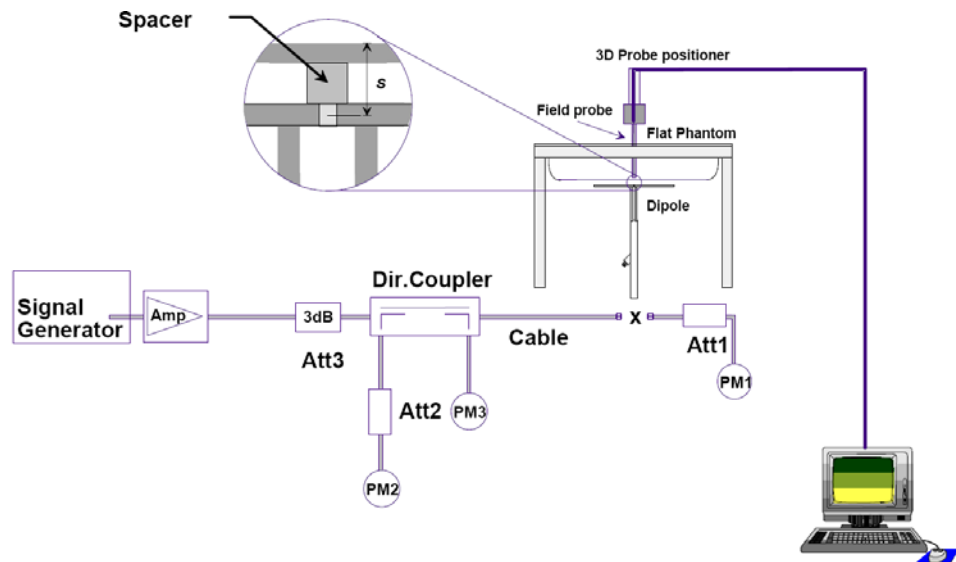 Spacer
s
3D Probe positioner
Field probe
Flat Phantom
Dipole
Signal
Generator
Amp
3dB
Att3
Dir.Coupler
Cable
x
Att1
PM1
Att2
PM3
PM2